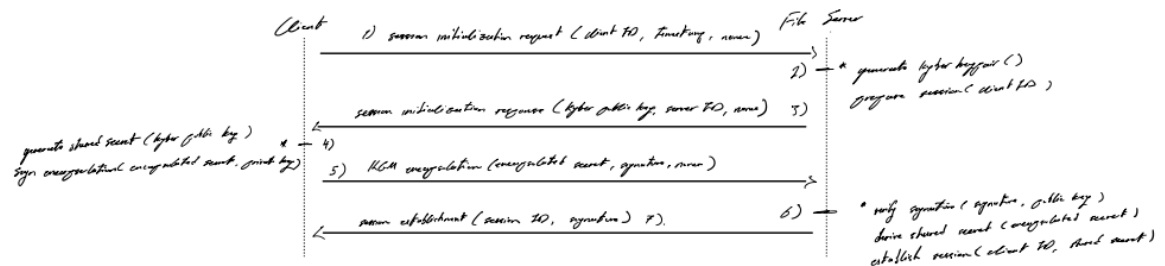 Client
File Server
1) session initialization request (client ID, timestamp, nonce)
2) * generate kyber keypair ()
prepare session (client ID)
session initialization response (kyber public key, server ID, nonce) 3)
generate shared secret (kyber public key) * 4)
sign encapsulation (encapsulated secret, private key)
5) KEM encapsulation (encapsulated secret, signature, nonce)
6) * verify signature (signature, public key)
derive shared secret (encapsulated secret)
establish session (client ID, shared secret)
session establishment (session ID, signature) 7)